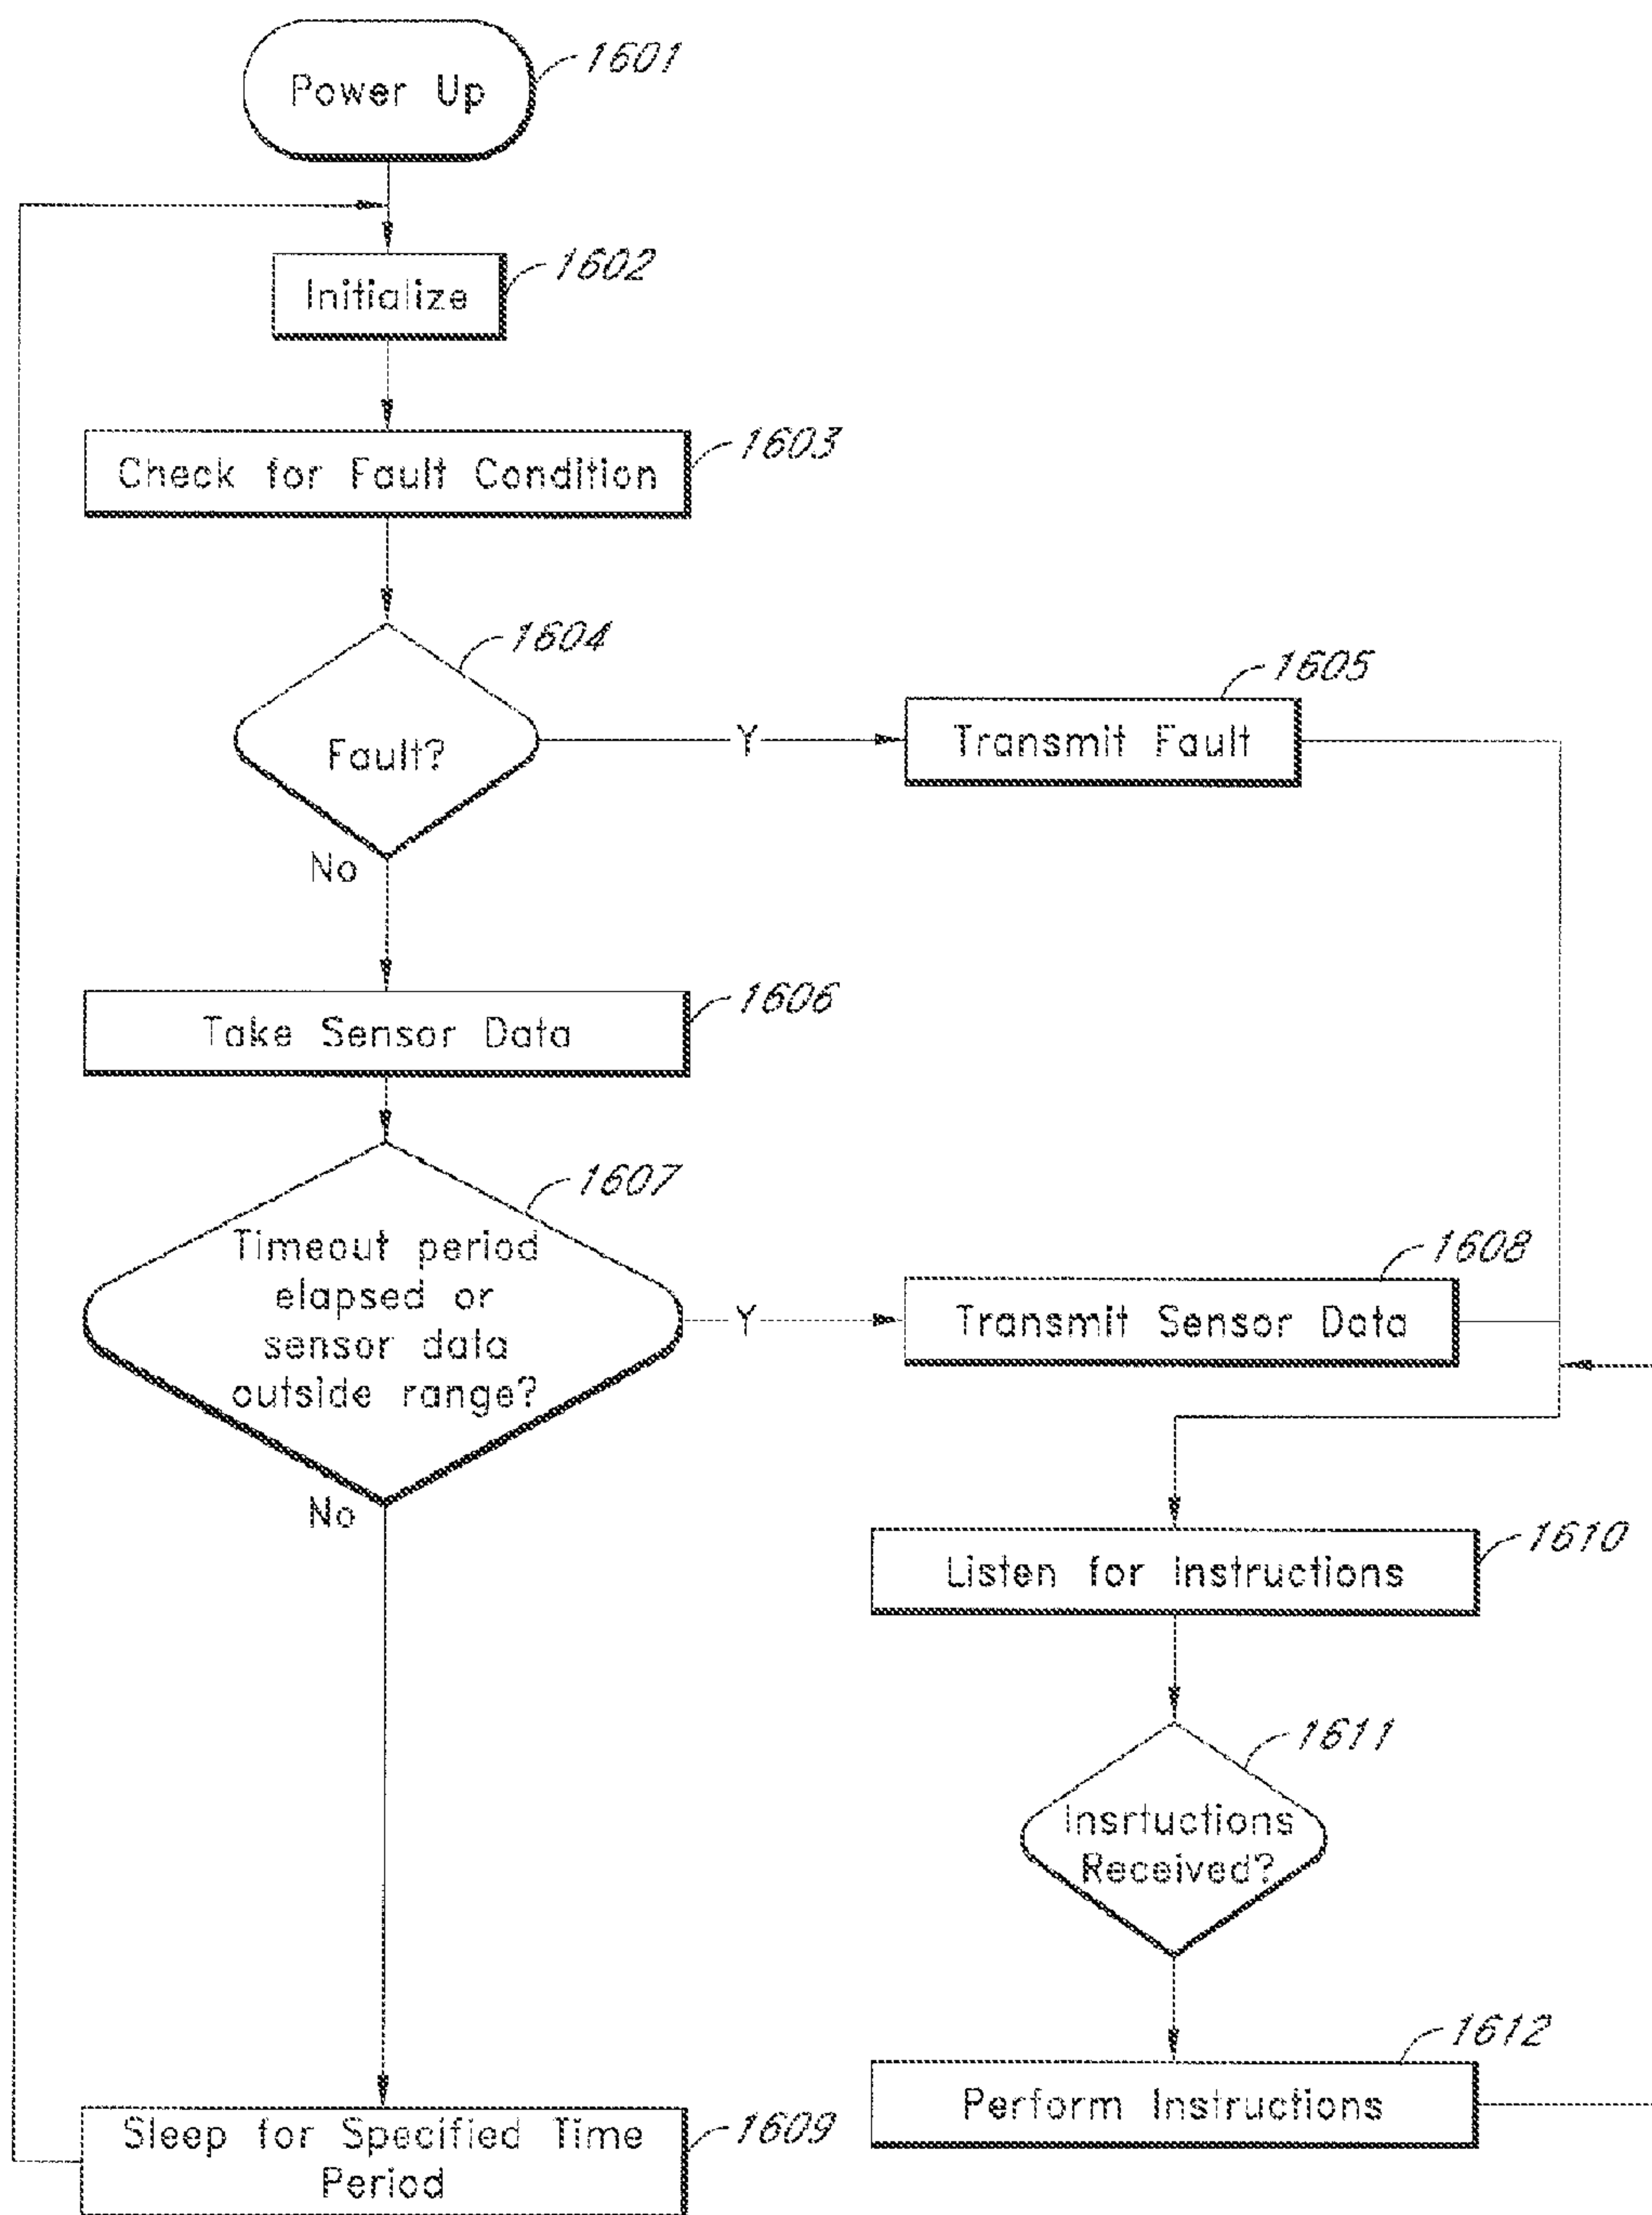 Power Up
1601
Initialize
1602
Check for Fault Condition
1603
Fault?
1604
Y
No
Transmit Fault
1605
Take Sensor Data
1606
Timeout period
elapsed or
sensor data
outside range?
1607
Y
No
Transmit Sensor Data
1608
Listen for Instructions
1610
Insrtuctions
Received?
1611
Perform Instructions
1612
Sleep for Specified Time
Period
1609